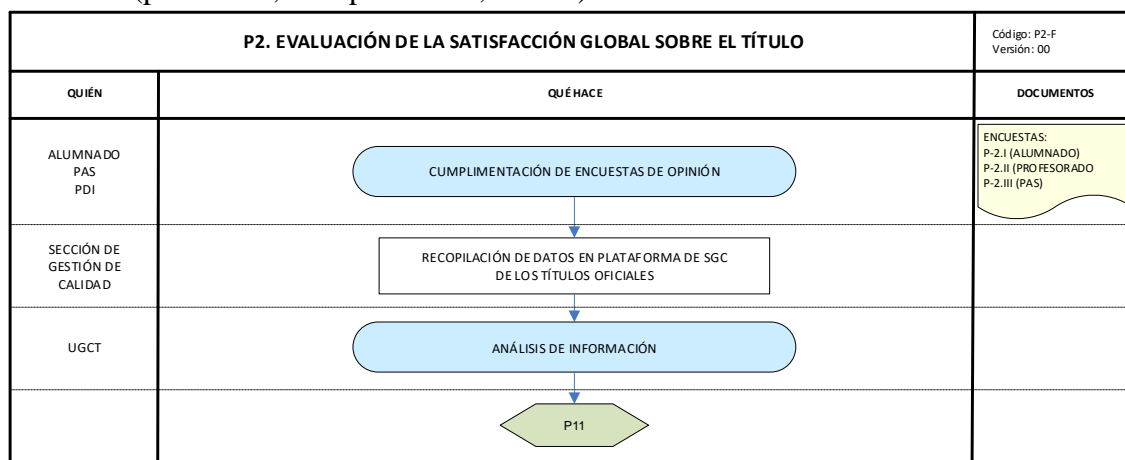 P2. EVALUACIÓN DE LA SATISFACCIÓN GLOBAL SOBRE EL TÍTULO
Código: P2-F
Versión: 00
QUIÉN
QUÉ HACE
DOCUMENTOS
ALUMNADO
PAS
PDI
CUMPLIMENTACIÓN DE ENCUESTAS DE OPINIÓN
ENCUESTAS:
P-2.I (ALUMNADO)
P-2.II (PROFESORADO
P-2.III (PAS)
SECCIÓN DE
GESTIÓN DE
CALIDAD
RECOPILACIÓN DE DATOS EN PLATAFORMA DE SGC
DE LOS TÍTULOS OFICIALES
UGCT
ANÁLISIS DE INFORMACIÓN
P11